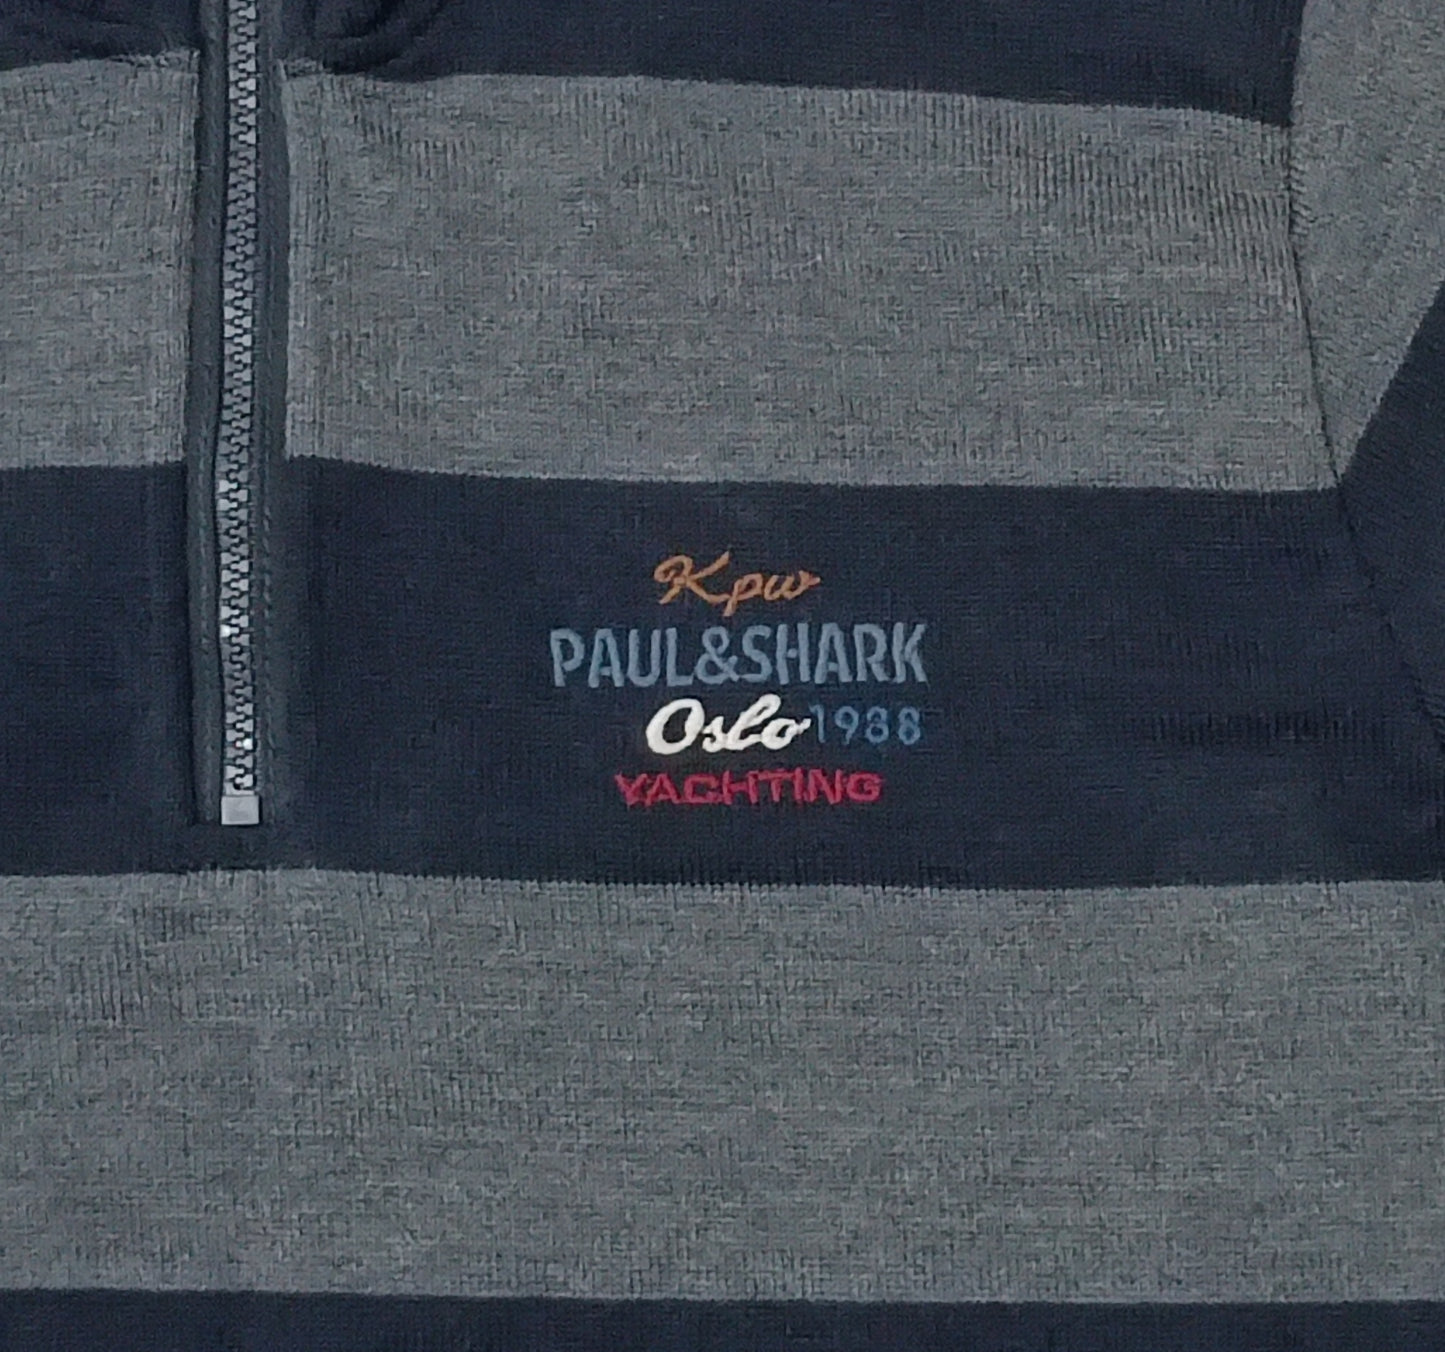 Kpw
PAUL&SHARK
Oslo 1988
YACHTING